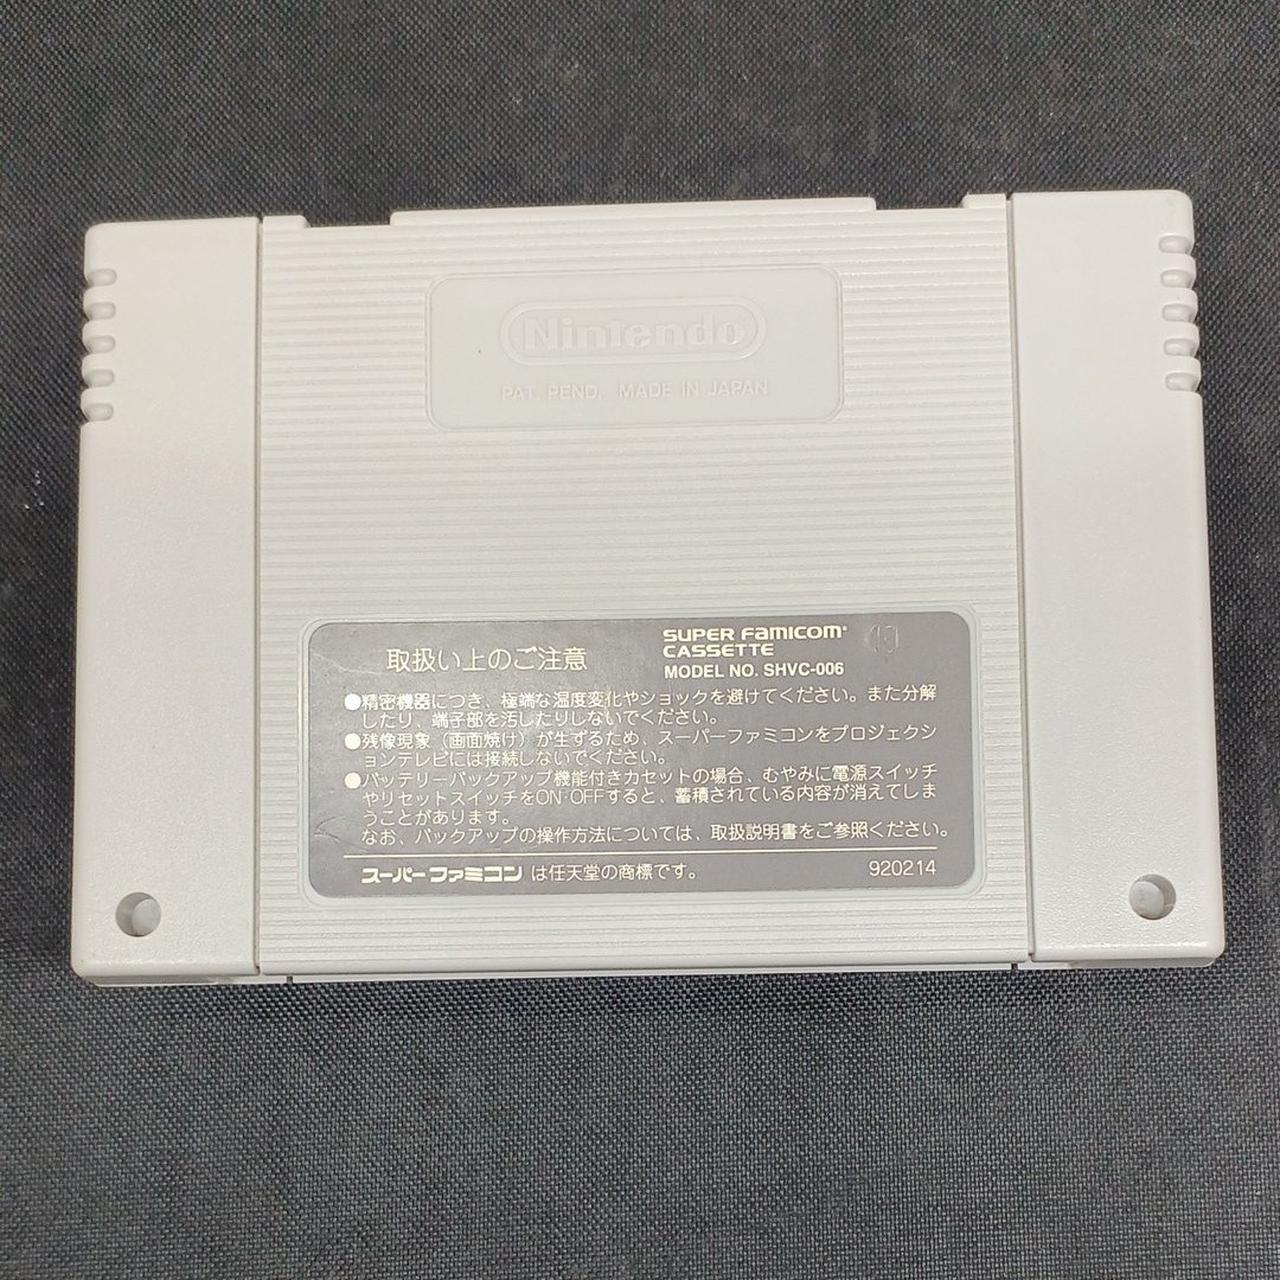 Nintendo
PAT. PEND. MADE IN JAPAN
取扱い上のご注意
SUPER FAMICOM
CASSETTE
MODEL NO. SHVC-006
10
●精密機器につき、極端な温度変化やショックを避けてください。また分解
したり、端子部を汚したりしないでください。
●残像現象（画面焼け）が生ずるため、スーパーファミコンをプロジェクシ
ョンテレビには接続しないでください。
●バッテリーバックアップ機能付きカセットの場合、むやみに電源スイッチ
やリセットスイッチをON·OFFすると、蓄積されている内容が消えてしま
うことがあります。
なお、バックアップの操作方法については、取扱説明書をご参照ください。
スーパーファミコンは任天堂の商標です。
920214